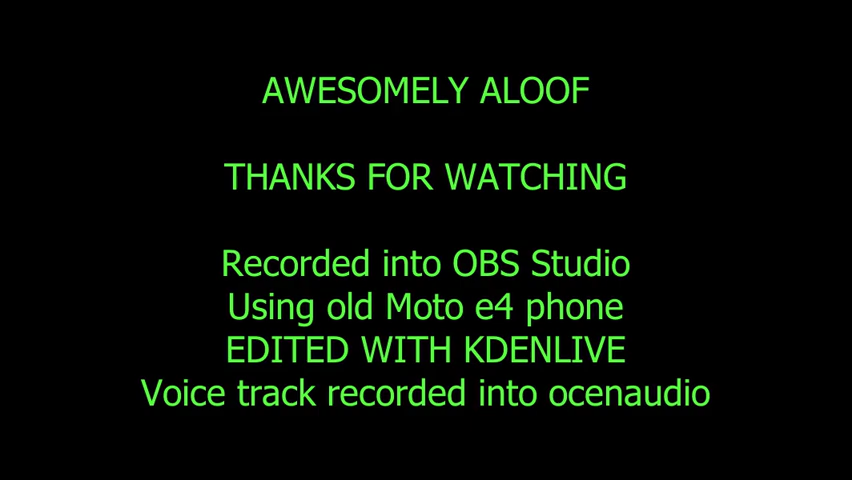 AWESOMELY ALOOF
THANKS FOR WATCHING
Recorded into OBS Studio
Using old Moto e4 phone
EDITED WITH KDENLIVE
Voice track recorded into ocenaudio